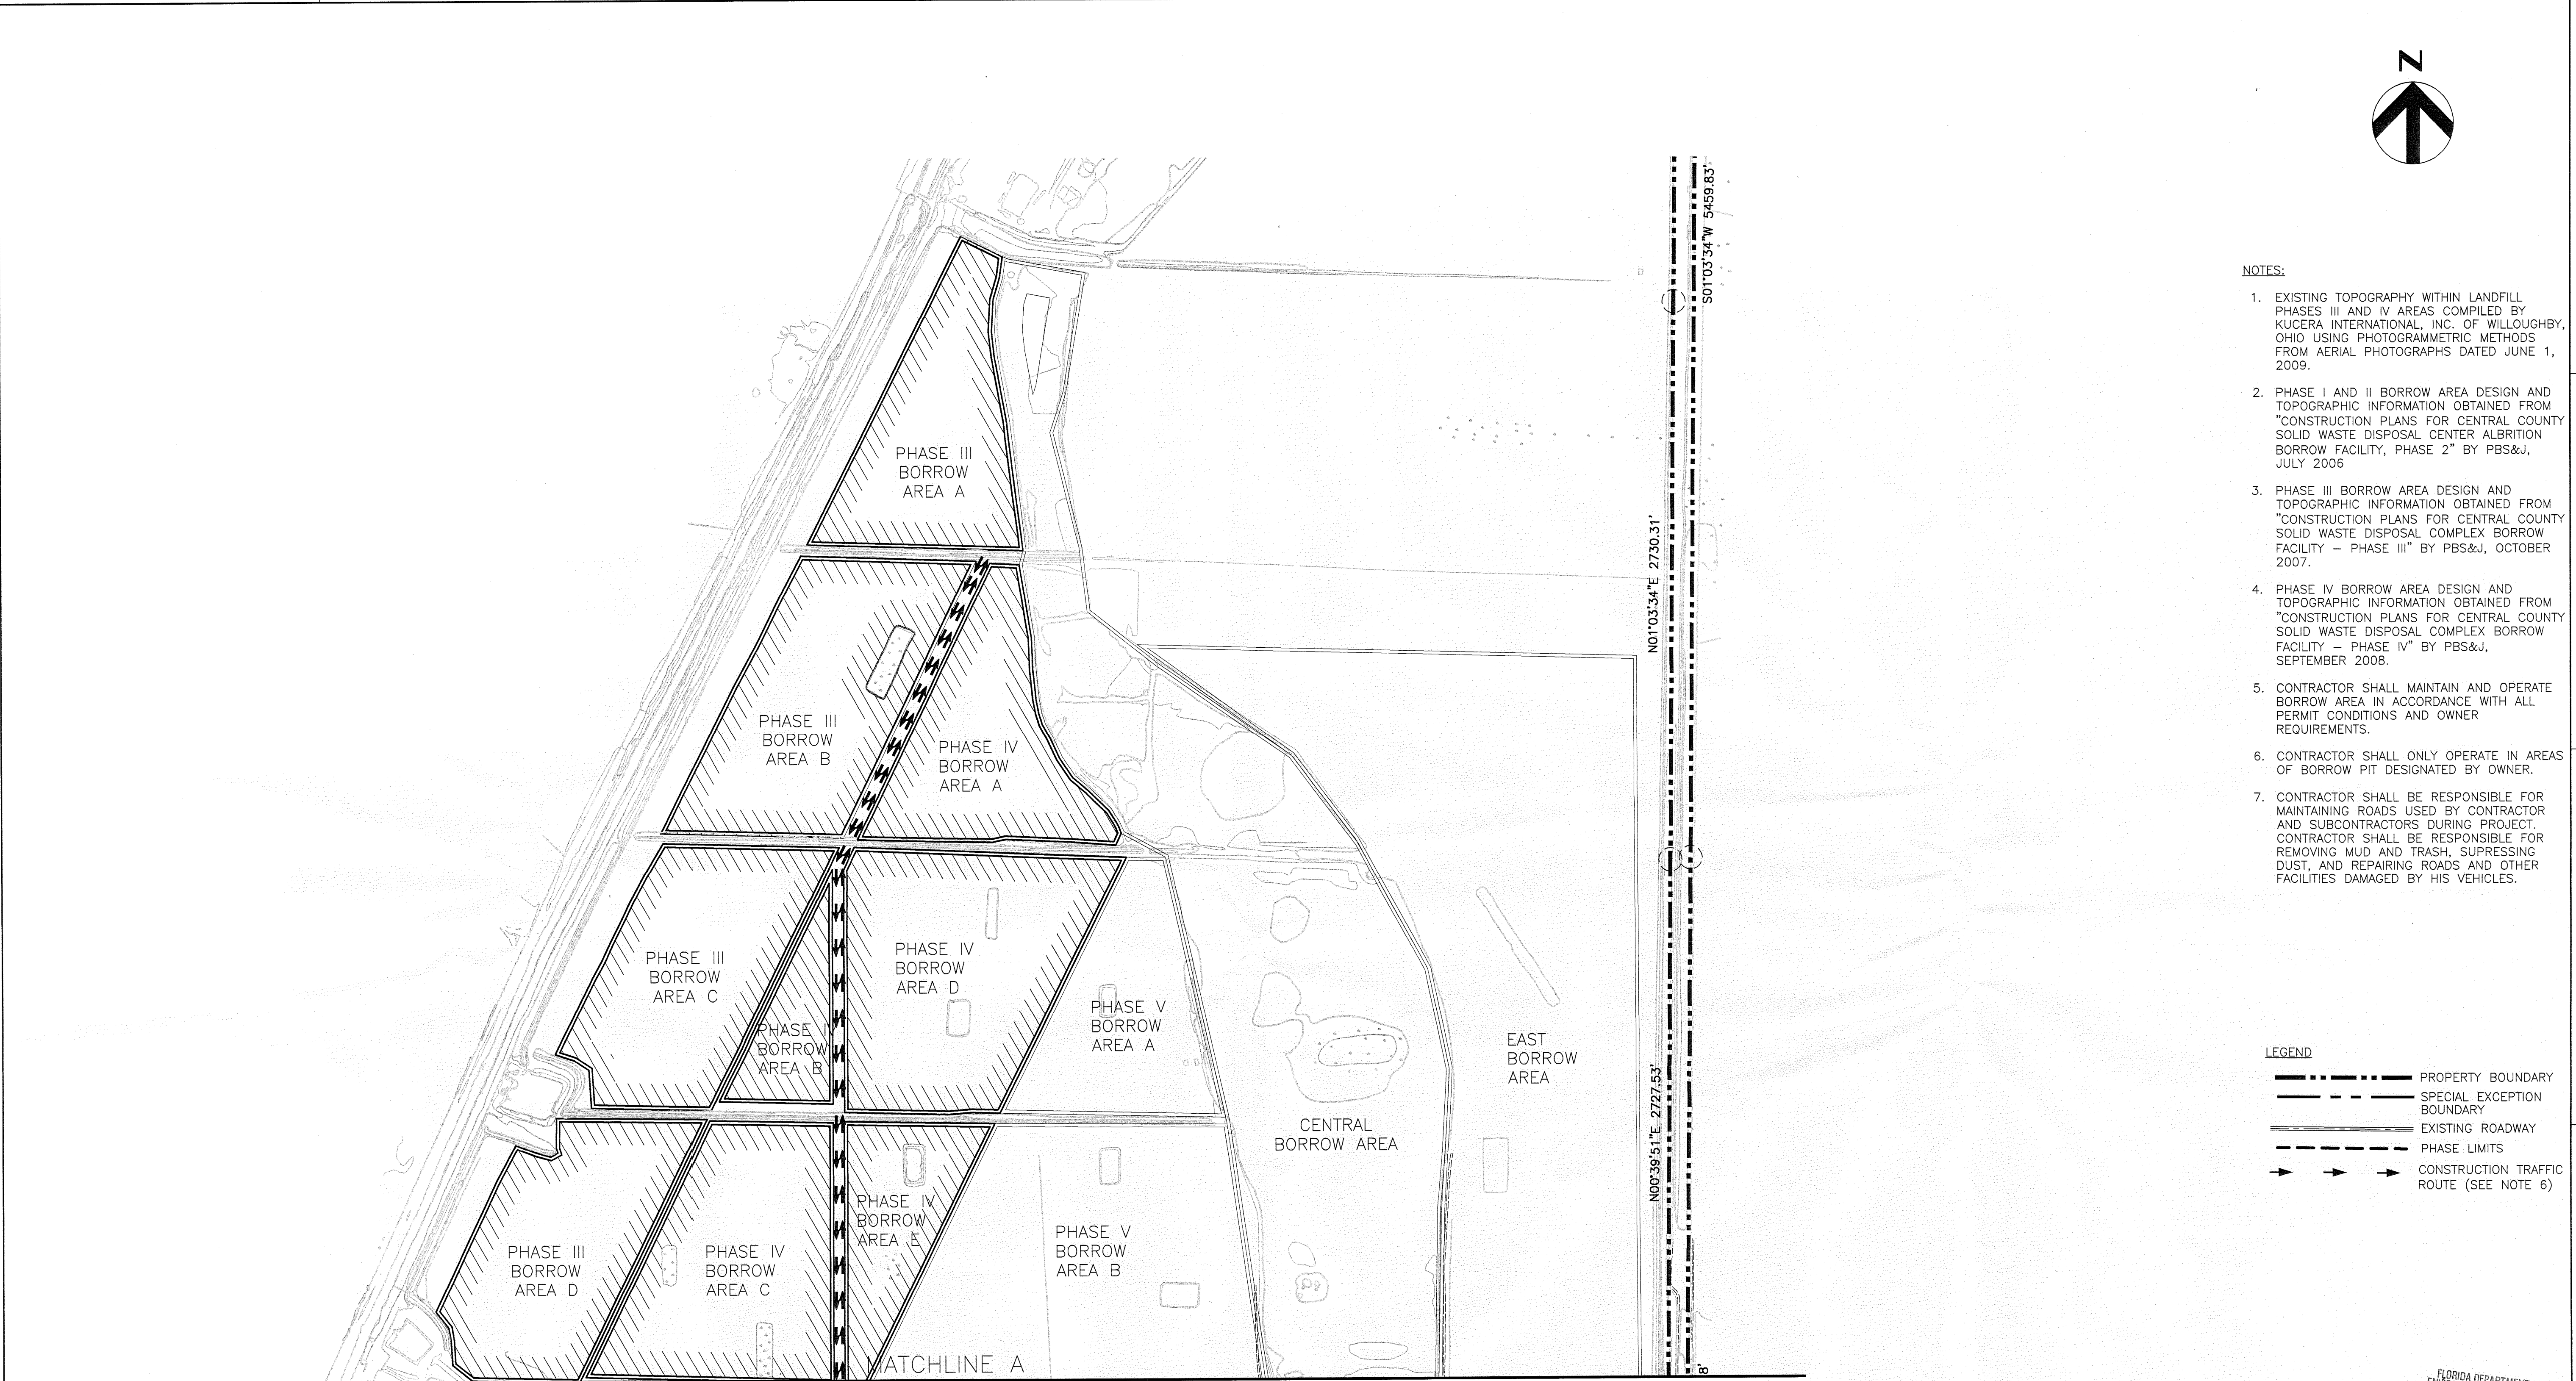 N
S01°03'34"W 5459.83'
NOTES:
1. EXISTING TOPOGRAPHY WITHIN LANDFILL
PHASES III AND IV AREAS COMPILED BY
KUCERA INTERNATIONAL, INC. OF WILLOUGHBY,
OHIO USING PHOTOGRAMMETRIC METHODS
FROM AERIAL PHOTOGRAPHS DATED JUNE 1,
2009.
2. PHASE I AND II BORROW AREA DESIGN AND
TOPOGRAPHIC INFORMATION OBTAINED FROM
"CONSTRUCTION PLANS FOR CENTRAL COUNTY
SOLID WASTE DISPOSAL CENTER ALBRITION
BORROW FACILITY, PHASE 2" BY PBS&J,
JULY 2006
3. PHASE III BORROW AREA DESIGN AND
TOPOGRAPHIC INFORMATION OBTAINED FROM
"CONSTRUCTION PLANS FOR CENTRAL COUNTY
SOLID WASTE DISPOSAL COMPLEX BORROW
FACILITY – PHASE III" BY PBS&J, OCTOBER
2007.
4. PHASE IV BORROW AREA DESIGN AND
TOPOGRAPHIC INFORMATION OBTAINED FROM
"CONSTRUCTION PLANS FOR CENTRAL COUNTY
SOLID WASTE DISPOSAL COMPLEX BORROW
FACILITY – PHASE IV" BY PBS&J,
SEPTEMBER 2008.
5. CONTRACTOR SHALL MAINTAIN AND OPERATE
BORROW AREA IN ACCORDANCE WITH ALL
PERMIT CONDITIONS AND OWNER
REQUIREMENTS.
6. CONTRACTOR SHALL ONLY OPERATE IN AREAS
OF BORROW PIT DESIGNATED BY OWNER.
7. CONTRACTOR SHALL BE RESPONSIBLE FOR
MAINTAINING ROADS USED BY CONTRACTOR
AND SUBCONTRACTORS DURING PROJECT.
CONTRACTOR SHALL BE RESPONSIBLE FOR
REMOVING MUD AND TRASH, SUPRESSING
DUST, AND REPAIRING ROADS AND OTHER
FACILITIES DAMAGED BY HIS VEHICLES.
PHASE III
BORROW
AREA A
N01°03'34"E 2730.31'
PHASE III
BORROW
AREA B
PHASE IV
BORROW
AREA A
PHASE III
BORROW
AREA C
PHASE IV
BORROW
AREA D
PHASE I
BORROW
AREA B
PHASE V
BORROW
AREA A
EAST
BORROW
AREA
CENTRAL
BORROW AREA
N00°39'51"E 2727.53'
PHASE III
BORROW
AREA D
PHASE IV
BORROW
AREA C
PHASE IV
BORROW
AREA E
PHASE V
BORROW
AREA B
MATCHLINE A
8'
LEGEND
PROPERTY BOUNDARY
SPECIAL EXCEPTION
BOUNDARY
EXISTING ROADWAY
PHASE LIMITS
CONSTRUCTION TRAFFIC
ROUTE (SEE NOTE 6)
FLORIDA DEPARTMENT